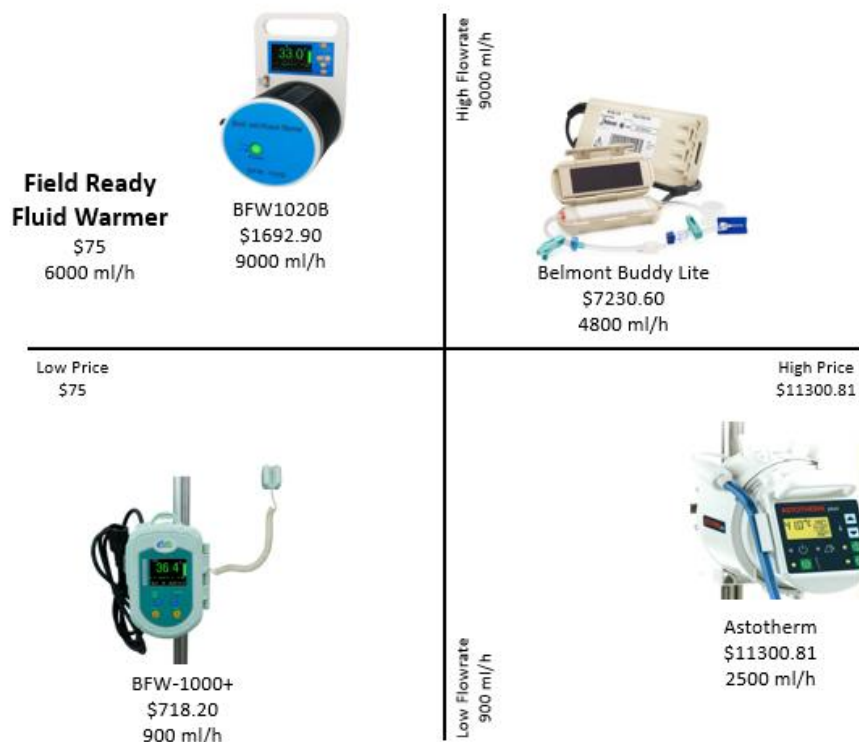 High Flowrate
9000 ml/h
33.0°
Field Ready
Fluid Warmer
$75
6000 ml/h
BFW1020B
$1692.90
9000 ml/h
Belmont Buddy Lite
$7230.60
4800 ml/h
Low Price
$75
High Price
$11300.81
36.4°
ASTOTHERM plus
Astotherm
$11300.81
2500 ml/h
BFW-1000+
$718.20
900 ml/h
Low Flowrate
900 ml/h